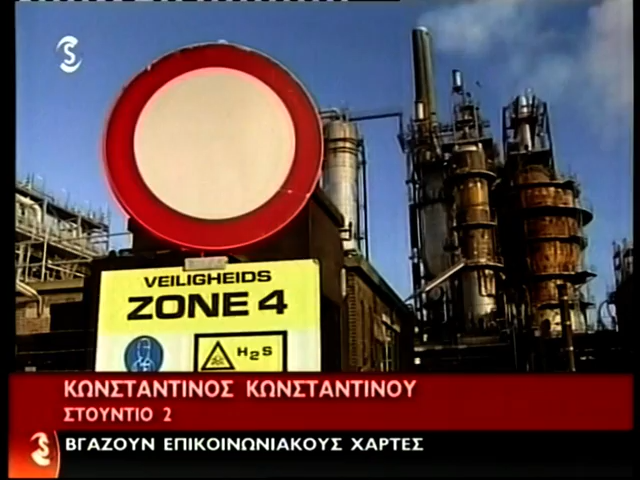 S
VEILIGHEIDS
ZONE 4
H2S
ΚΩΝΣΤΑΝΤΙΝΟΣ ΚΩΝΣΤΑΝΤΙΝΟΥ
ΣΤΟΥΝΤΙΟ 2
ΒΓΑΖΟΥΝ ΕΠΙΚΟΙΝΩΝΙΑΚΟΥΣ ΧΑΡΤΕΣ